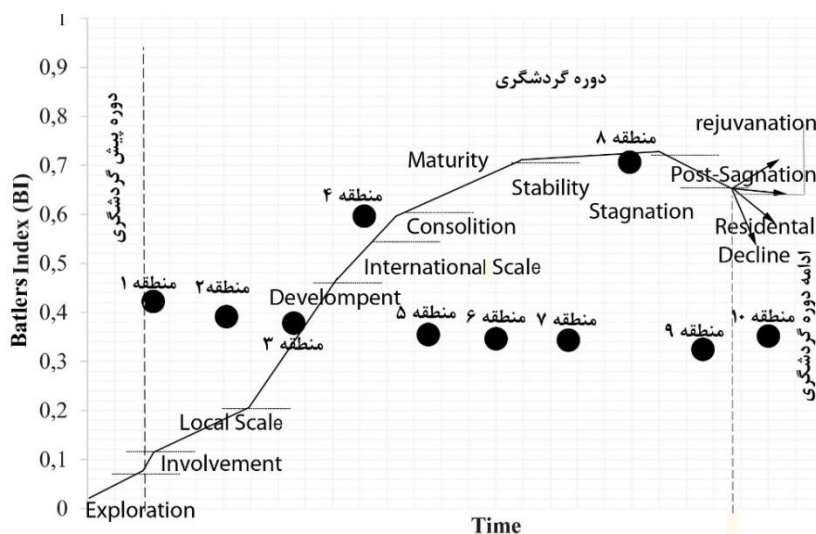 Batlers Index (BI)
1
0,9
0,8
0,7
0,6
0,5
0,4
0,3
0,2
0,1
0
دوره پیش گردشگری
دوره گردشگری
ادامه دوره گردشگری
منطقه ۱
منطقه۲
منطقه ۳
منطقه ۴
منطقه ۵
منطقه ۶
منطقه ۷
منطقه ۸
منطقه ۹
منطقه ۱۰
Exploration
Involvement
Local Scale
Develompent
International Scale
Consolition
Maturity
Stability
Stagnation
rejuvanation
Post-Sagnation
Residental
Decline
Time